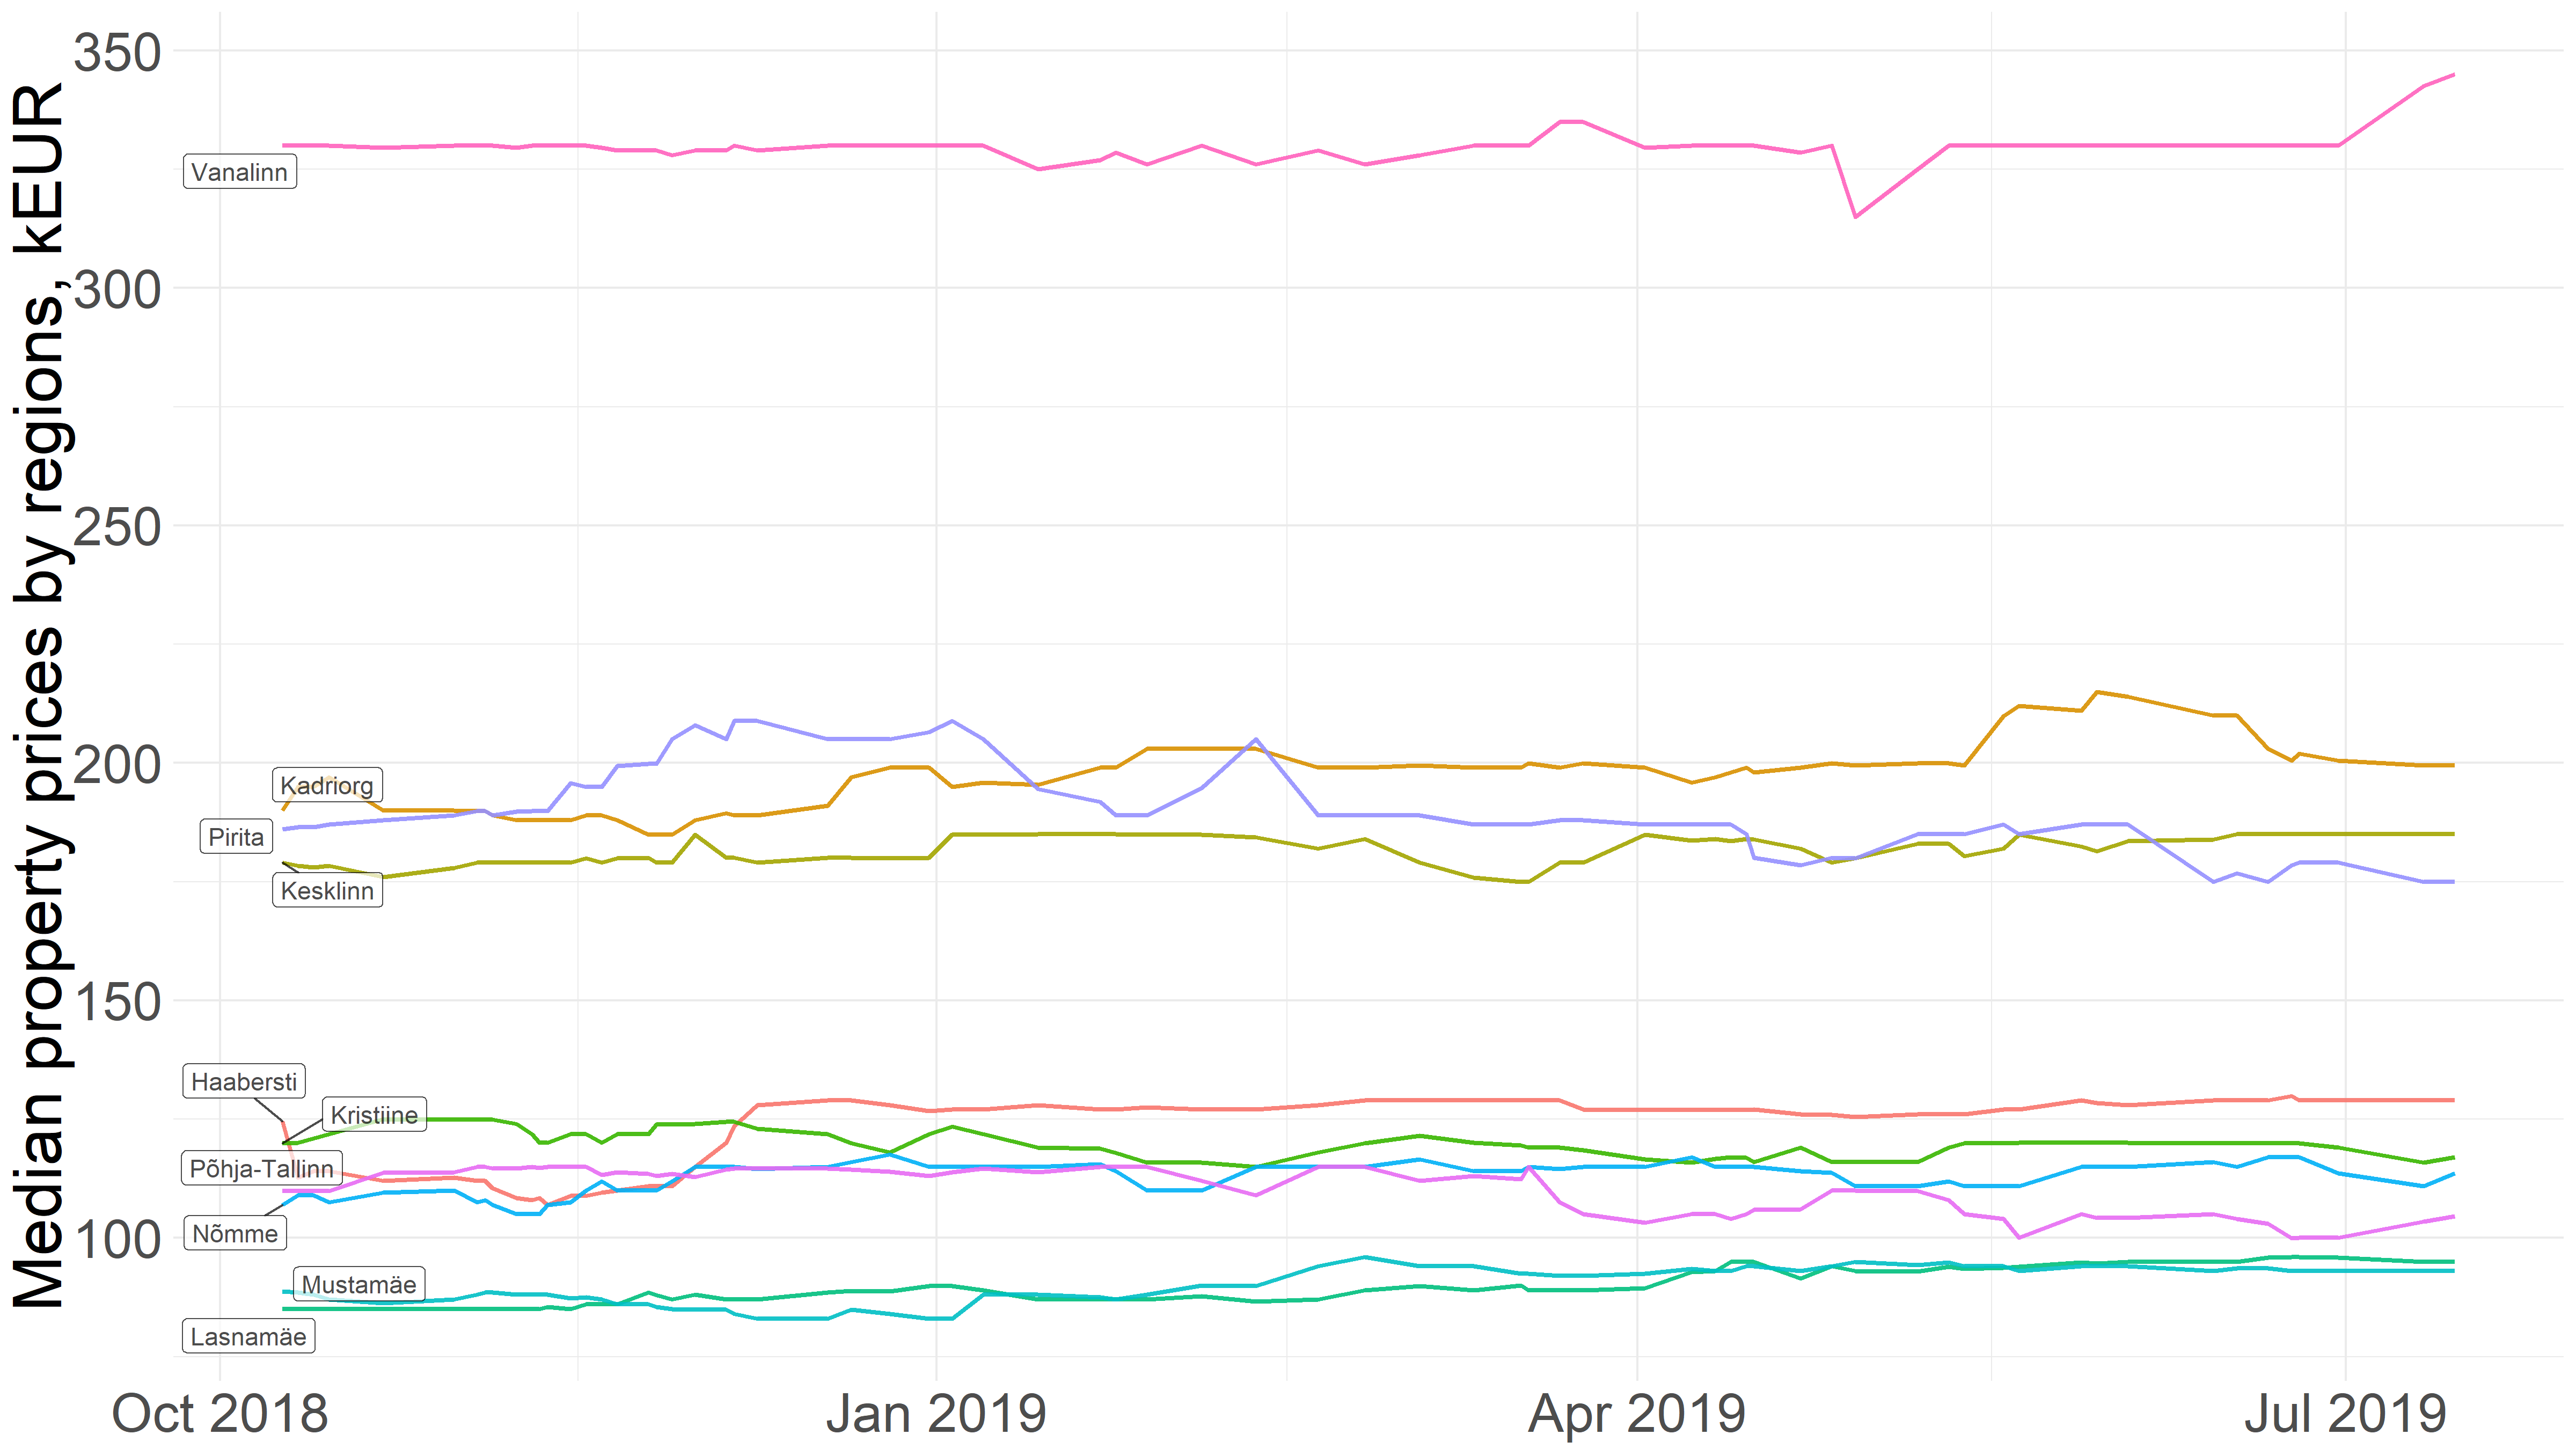 Median property prices by regions, kEUR
350
300
250
200
150
100
Vanalinn
Kadriorg
Pirita
Kesklinn
Haabersti
Kristiine
Põhja-Tallinn
Nõmme
Mustamäe
Lasnamäe
Oct 2018
Jan 2019
Apr 2019
Jul 2019